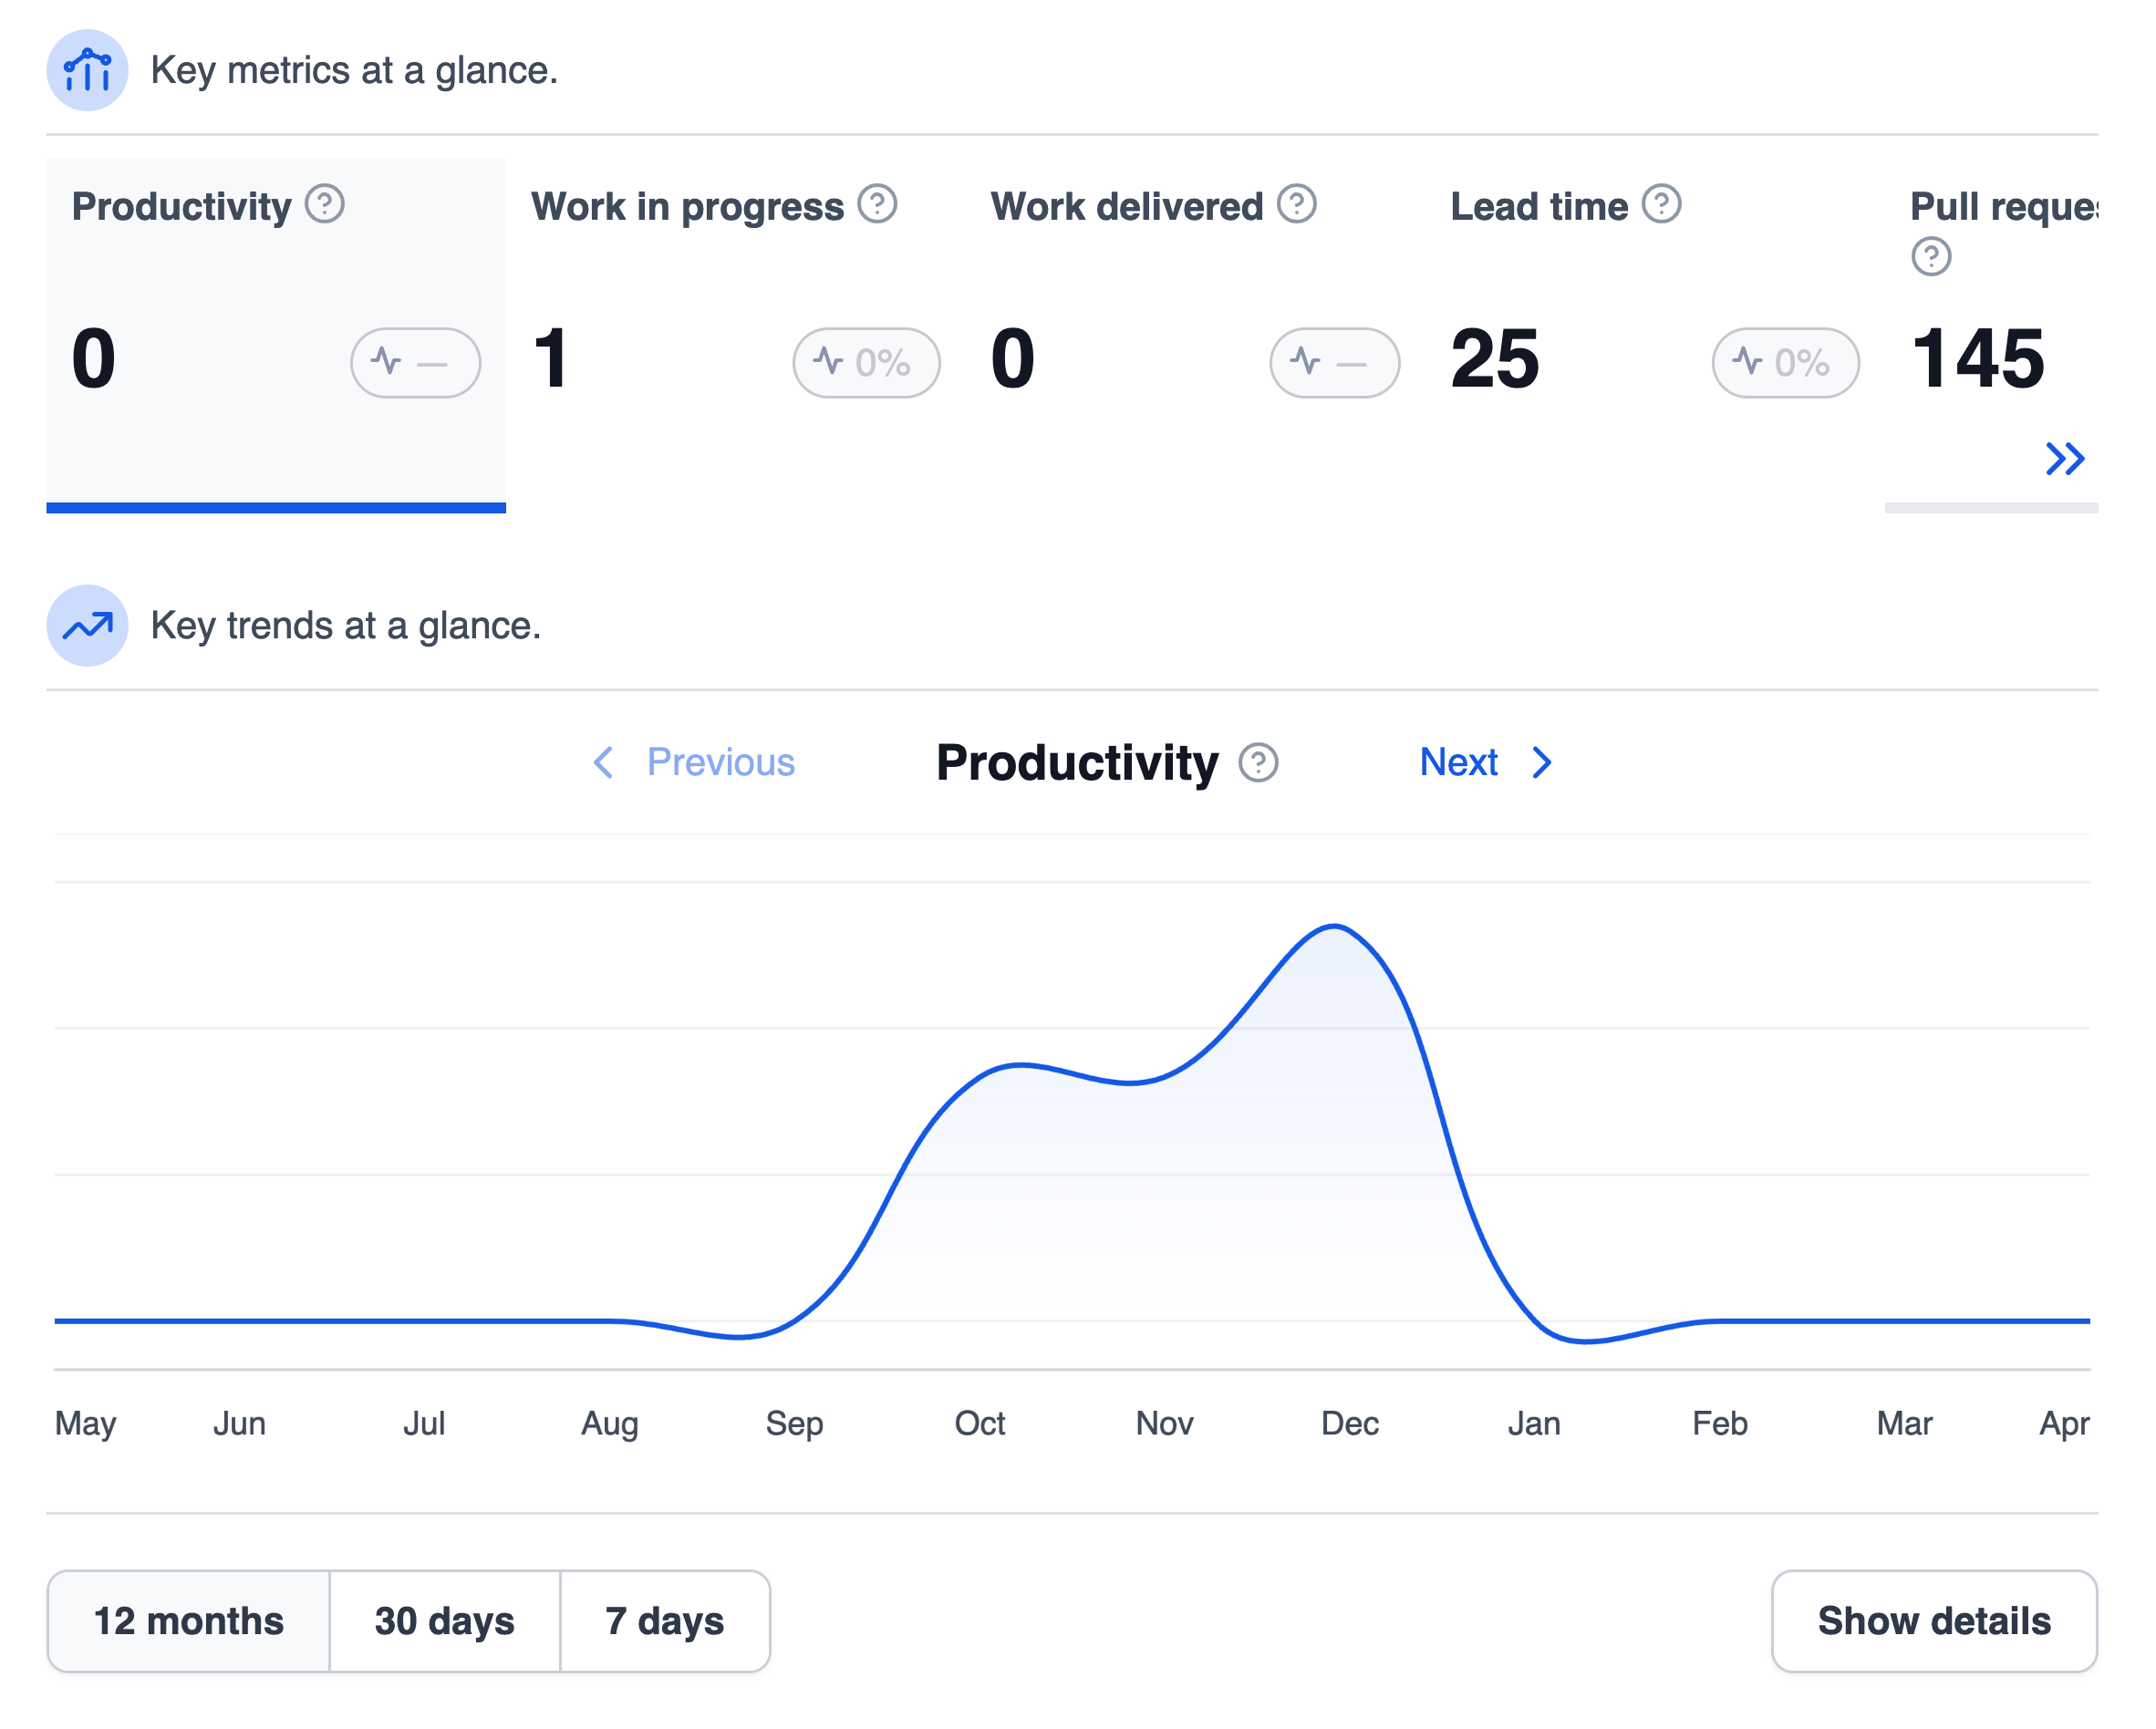 Key metrics at a glance.
Productivity
Work in progress
Work delivered
Lead time
Pull reques
0 —
1 0%
0 —
25 0%
145
Key trends at a glance.
Previous
Productivity
Next
May Jun Jul Aug Sep Oct Nov Dec Jan Feb Mar Apr
12 months 30 days 7 days
Show details